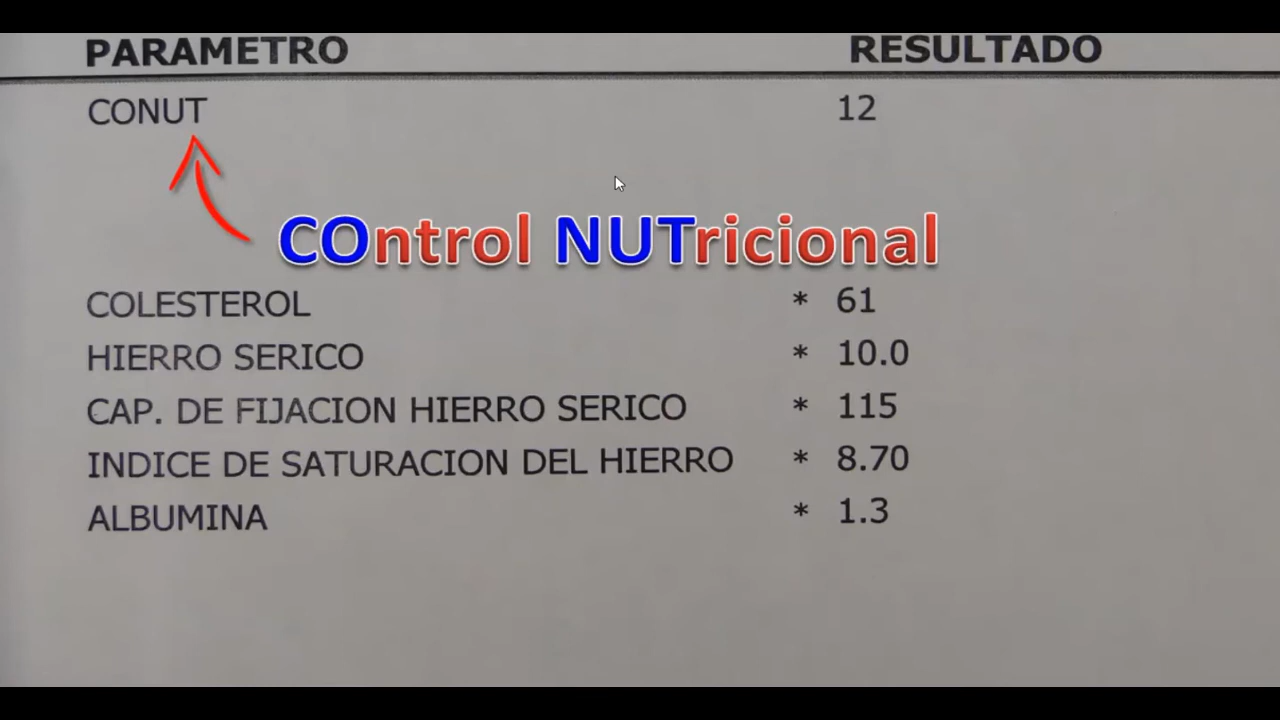 PARAMETRO RESULTADO
CONUT 12
COntrol NUTricional
COLESTEROL * 61
HIERRO SERICO * 10.0
CAP. DE FIJACION HIERRO SERICO * 115
INDICE DE SATURACION DEL HIERRO * 8.70
ALBUMINA * 1.3